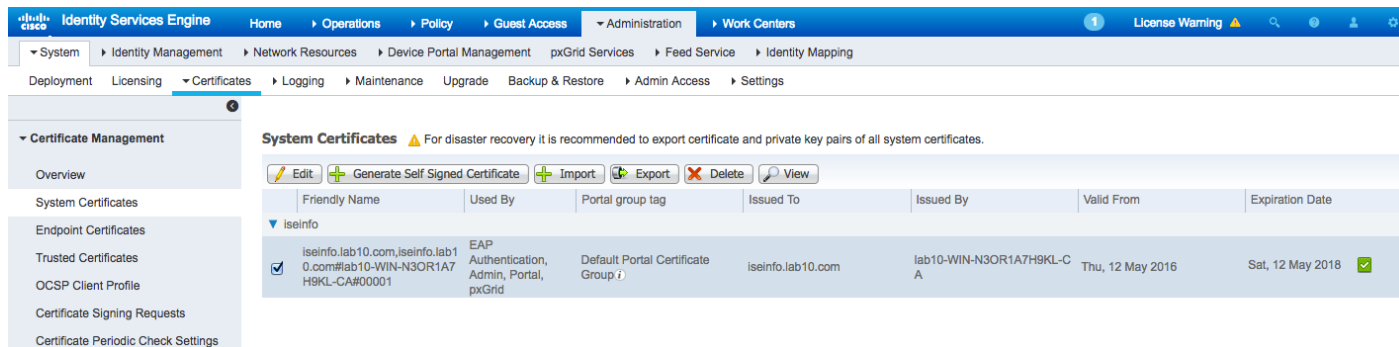 cisco Identity Services Engine Home Operations Policy Guest Access Administration Work Centers 1 License Warning
System Identity Management Network Resources Device Portal Management pxGrid Services Feed Service Identity Mapping
Deployment Licensing Certificates Logging Maintenance Upgrade Backup & Restore Admin Access Settings
Certificate Management
Overview
System Certificates
Endpoint Certificates
Trusted Certificates
OCSP Client Profile
Certificate Signing Requests
Certificate Periodic Check Settings
System Certificates For disaster recovery it is recommended to export certificate and private key pairs of all system certificates.
Edit Generate Self Signed Certificate Import Export Delete View
Friendly Name Used By Portal group tag Issued To Issued By Valid From Expiration Date
iseinfo
iseinfo.lab10.com,iseinfo.lab1
0.com#lab10-WIN-N3OR1A7
H9KL-CA#00001
EAP
Authentication,
Admin, Portal,
pxGrid
Default Portal Certificate
Group
iseinfo.lab10.com
lab10-WIN-N3OR1A7H9KL-C
A
Thu, 12 May 2016
Sat, 12 May 2018